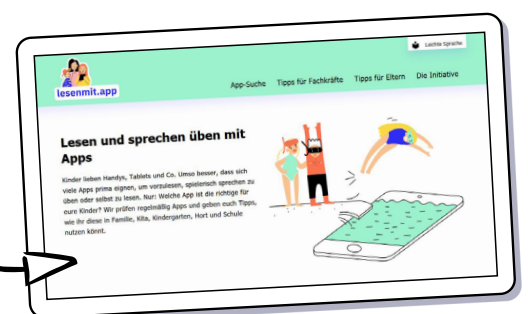 Leichte Sprache
lesenmit.app
App-Suche Tipps für Fachkräfte Tipps für Eltern Die Initiative
Lesen und sprechen üben mit
Apps
Kinder lieben Handys, Tablets und Co. Umso besser, dass sich
viele Apps prima eignen, um vorzulesen, spielerisch sprechen zu
üben oder selbst zu lesen. Nur: Welche App ist die richtige für
eure Kinder? Wir prüfen regelmäßig Apps und geben euch Tipps,
wie ihr diese in Familie, Kita, Kindergarten, Hort und Schule
nutzen könnt.